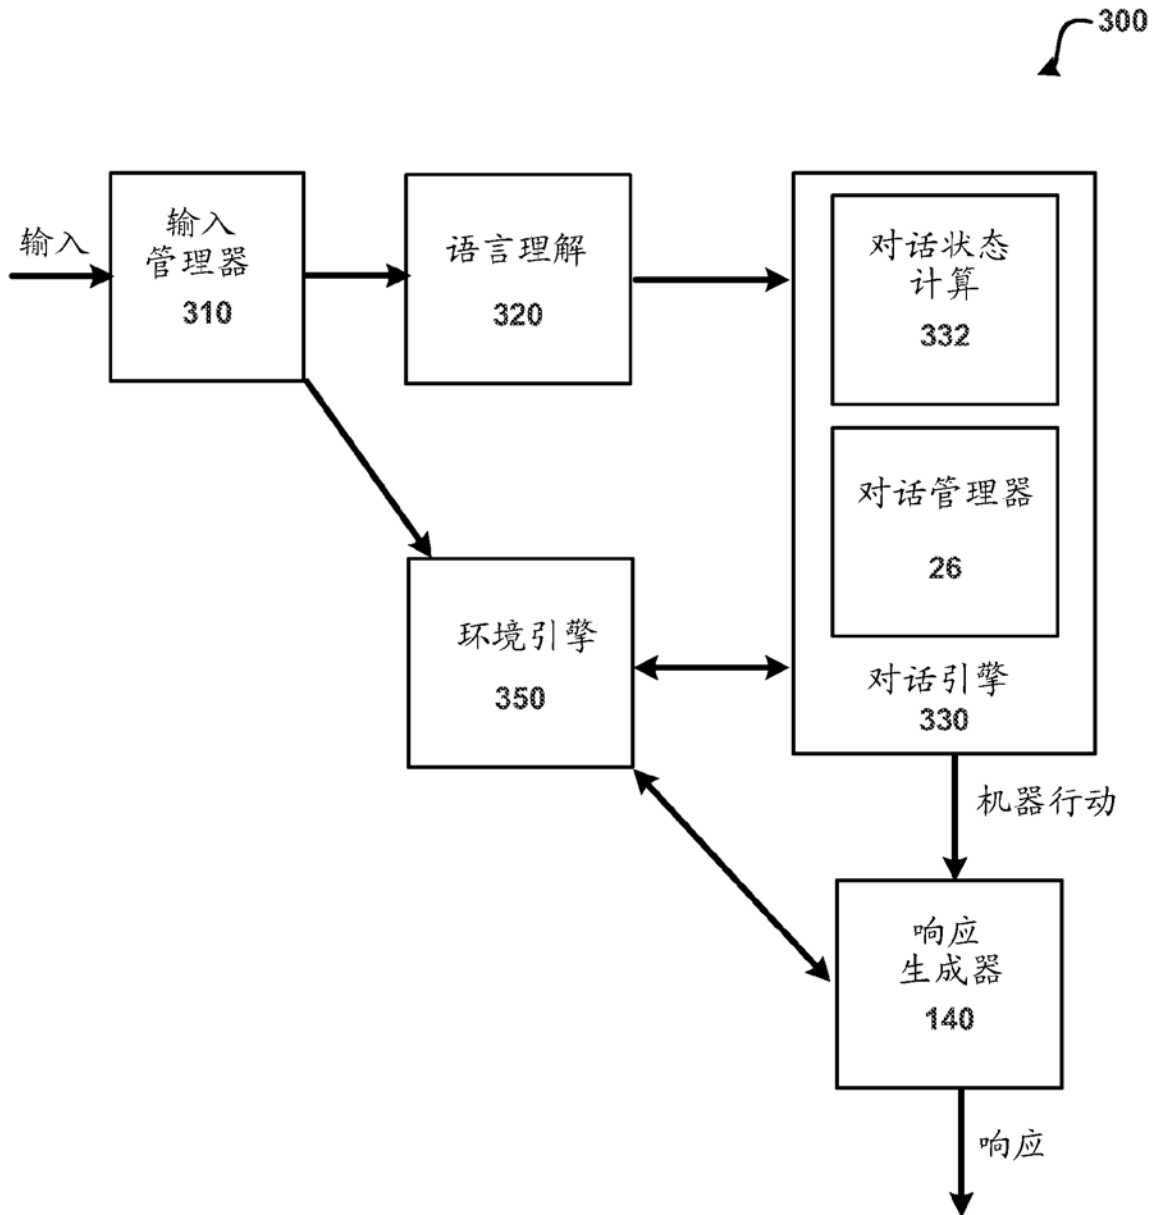 300
输入
输入
管理器
310
语言理解
320
对话状态
计算
332
对话管理器
26
对话引擎
330
环境引擎
350
机器行动
响应
生成器
140
响应